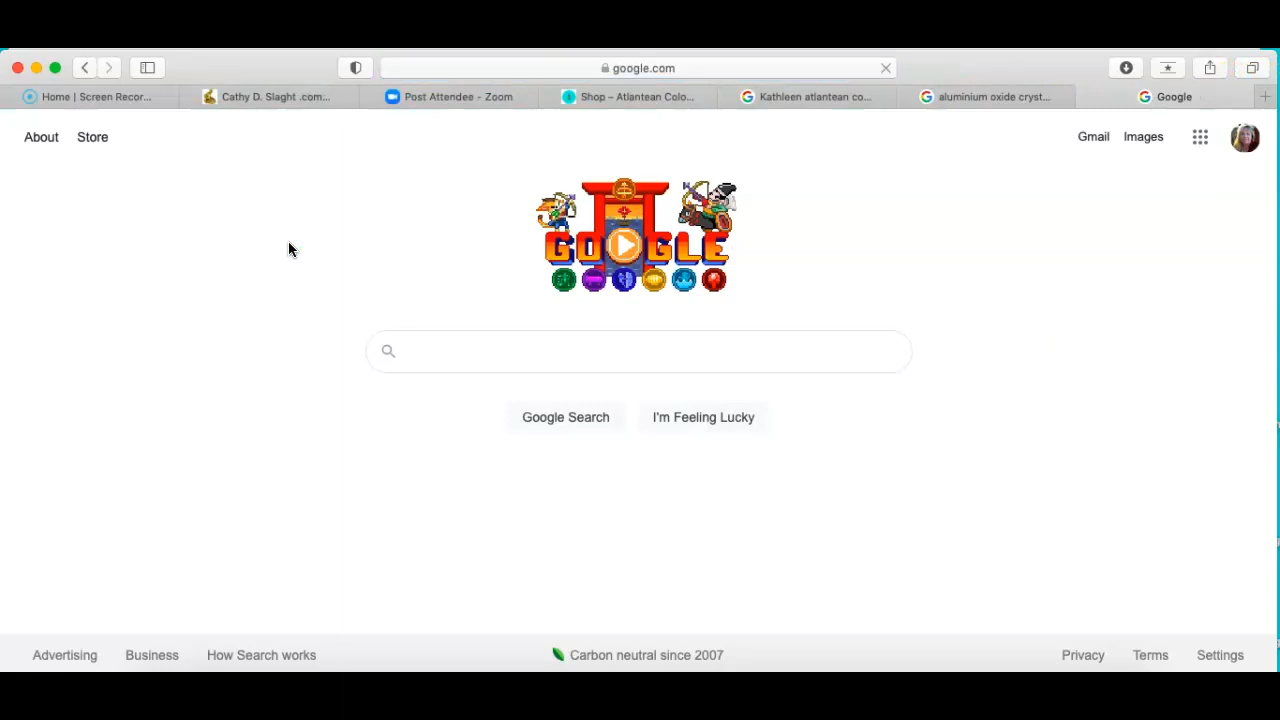 google.com
Home | Screen Recor...
Cathy D. Slaght .com...
Post Attendee - Zoom
Shop – Atlantean Colo...
Kathleen atlantean co...
aluminium oxide cryst...
Google
About Store
Gmail Images
GOOGLE
Google Search I'm Feeling Lucky
Advertising Business How Search works
Carbon neutral since 2007
Privacy Terms Settings